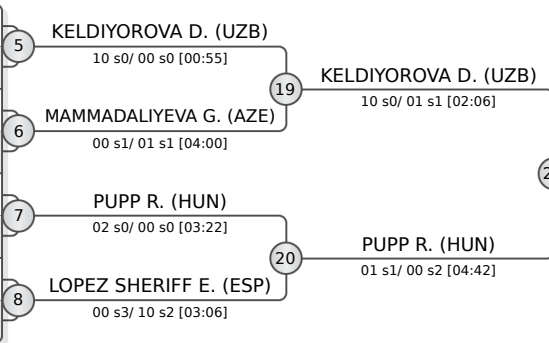 5
KELDIYOROVA D. (UZB)
10 s0/ 00 s0 [00:55]
19
KELDIYOROVA D. (UZB)
10 s0/ 01 s1 [02:06]
6
MAMMADALIYEVA G. (AZE)
00 s1/ 01 s1 [04:00]
7
PUPP R. (HUN)
02 s0/ 00 s0 [03:22]
20
PUPP R. (HUN)
01 s1/ 00 s2 [04:42]
8
LOPEZ SHERIFF E. (ESP)
00 s3/ 10 s2 [03:06]